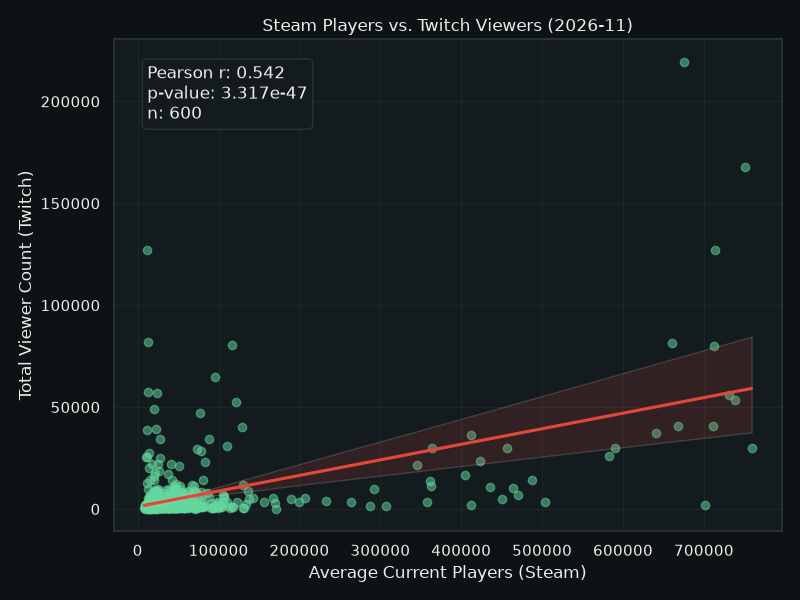 Steam Players vs. Twitch Viewers (2026-11)
Pearson r: 0.542
p-value: 3.317e-47
n: 600
Total Viewer Count (Twitch)
200000
150000
100000
50000
0
0 100000 200000 300000 400000 500000 600000 700000
Average Current Players (Steam)